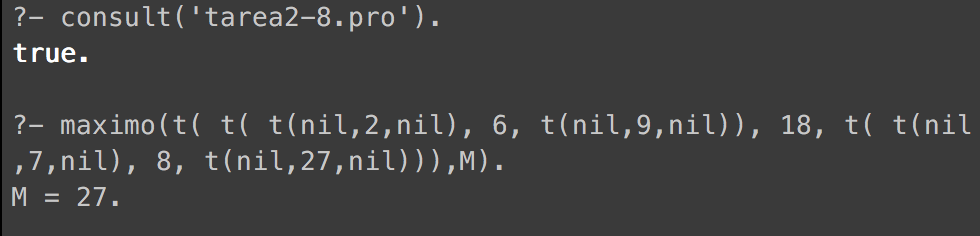 ?- consult('tarea2-8.pro').
true.
?- maximo(t( t( t(nil,2,nil), 6, t(nil,9,nil)), 18, t( t(nil
,7,nil), 8, t(nil,27,nil))),M).
M = 27.